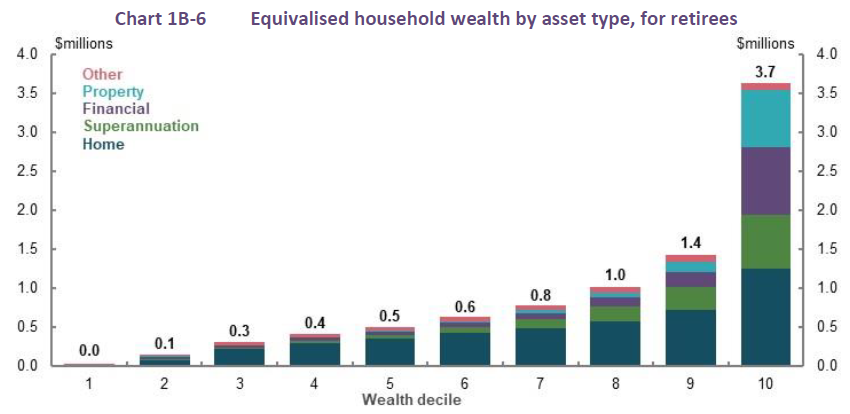 Chart 1B-6 Equivalised household wealth by asset type, for retirees
$millions $millions
4.0 4.0
3.7
Other
Property
3.5 3.5
Financial
Superannuation
3.0 3.0
Home
2.5 2.5
2.0 2.0
1.5 1.5
1.4
1.0 1.0
1.0
0.8
0.6
0.5 0.5
0.5
0.4
0.3
0.1
0.0
0.0 0.0
1 2 3 4 5 6 7 8 9 10
Wealth decile